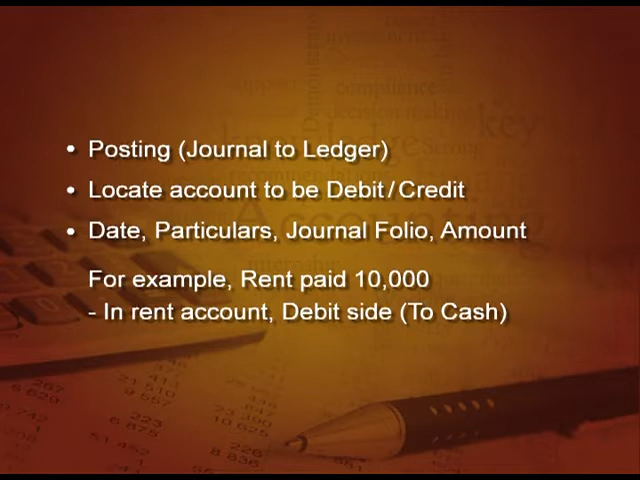 • Posting (Journal to Ledger)
• Locate account to be Debit/Credit
• Date, Particulars, Journal Folio, Amount
For example, Rent paid 10,000
- In rent account, Debit side (To Cash)